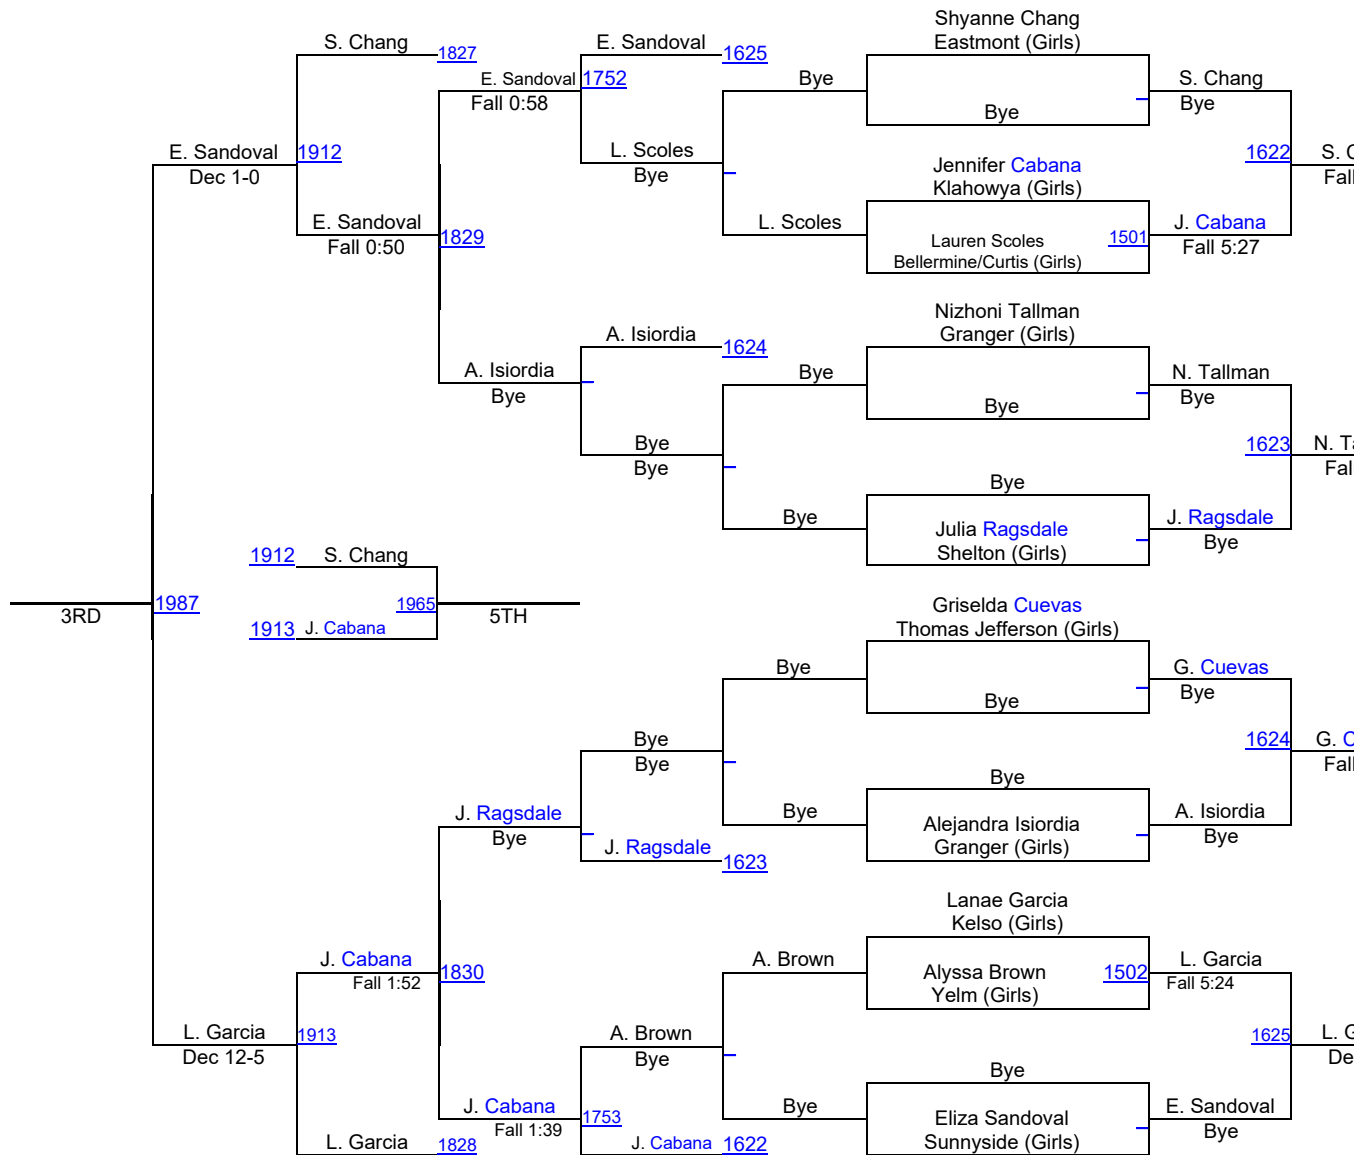 Shyanne Chang
S. Chang
E. Sandoval
Eastmont (Girls)
1827
1625
E. Sandoval
1752
Bye
S. Chang
Fall 0:58
Bye
Bye
E. Sandoval
1912
L. Scoles
1622
S. C
Dec 1-0
Bye
Jennifer Cabana
Fall
Klahowya (Girls)
E. Sandoval
L. Scoles
J. Cabana
Fall 0:50
1829
Lauren Scoles
1501
Fall 5:27
Bellermine/Curtis (Girls)
Nizhoni Tallman
A. Isiordia
1624
Granger (Girls)
A. Isiordia
Bye
N. Tallman
Bye
Bye
Bye
Bye
1623
N. Ta
Bye
Fal
Bye
Bye
Julia Ragsdale
J. Ragsdale
1912
S. Chang
Shelton (Girls)
Bye
3RD
1987
1965
5TH
Griselda Cuevas
1913
J. Cabana
Thomas Jefferson (Girls)
Bye
G. Cuevas
Bye
Bye
Bye
1624
G. C
Bye
Fall
Bye
J. Ragsdale
Bye
A. Isiordia
Bye
Alejandra Isiordia
Bye
J. Ragsdale
1623
Granger (Girls)
Lanae Garcia
Kelso (Girls)
J. Cabana
1830
A. Brown
Alyssa Brown
1502
L. Garcia
Fall 1:52
Yelm (Girls)
Fall 5:24
L. Garcia
1913
A. Brown
1625
L. G
Dec 12-5
Bye
De
Bye
J. Cabana
1753
Bye
Eliza Sandoval
E. Sandoval
Fall 1:39
Sunnyside (Girls)
Bye
L. Garcia
1828
J. Cabana
1622